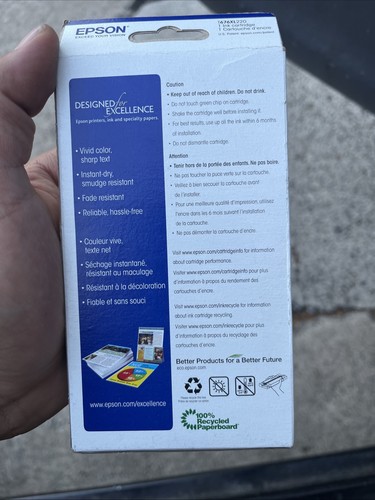 EPSON
EXCEED YOUR VISION
676XL220
1 Ink cartridge
1 Cartouche d'encre
DESIGNED for
EXCELLENCE
Epson printers, ink and specialty papers.
• Vivid color,
sharp text
• Instant-dry,
smudge resistant
• Fade resistant
• Reliable, hassle-free
• Couleur vive,
texte net
• Séchage instantané,
résistant au maculage
• Résistant à la décoloration
• Fiable et sans souci
www.epson.com/excellence
Caution
• Keep out of reach of children. Do not drink.
• Do not touch green chip on cartridge.
• Shake the cartridge well before installing it.
• For best results, use up all the ink within 6 months
of installation.
• Do not dismantle cartridge.
Attention
• Tenir hors de la portée des enfants. Ne pas boire.
• Ne pas toucher la puce verte sur la cartouche.
• Veillez à bien secouer la cartouche avant
de l'installer.
• Pour une meilleure qualité d'impression, utilisez
l'encre dans les 6 mois suivant l'installation
de la cartouche.
• Ne pas démonter la cartouche d'encre.
Visit www.epson.com/cartridgeinfo for information
about cartridge performance.
Visiter www.epson.com/cartridgeinfo pour plus
d'information à propos du rendement des
cartouches d'encre.
Visit www.epson.com/inkrecycle for information
about ink cartridge recycling.
Visiter www.epson.com/inkrecycle pour plus
d'information à propos du recyclage des
cartouches d'encre.
Better Products for a Better Future
eco.epson.com
100%
Recycled
Paperboard